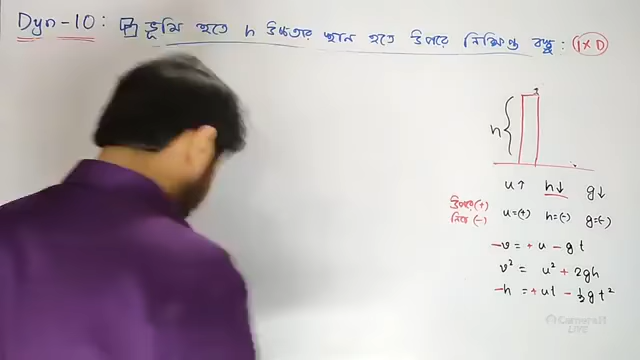 Dyn-10: ভূমি হতে h উচ্চতার স্থান হতে উপরে নিক্ষিপ্ত বস্তু: 1×D
h
u↑ h↓ g↓
উপরে(+)
নিচে(-)
u=(+) h=(-) g=(-)
-v = +u - gt
v² = u² + 2gh
-h = +ut - ½gt²
CameraFi
LIVE